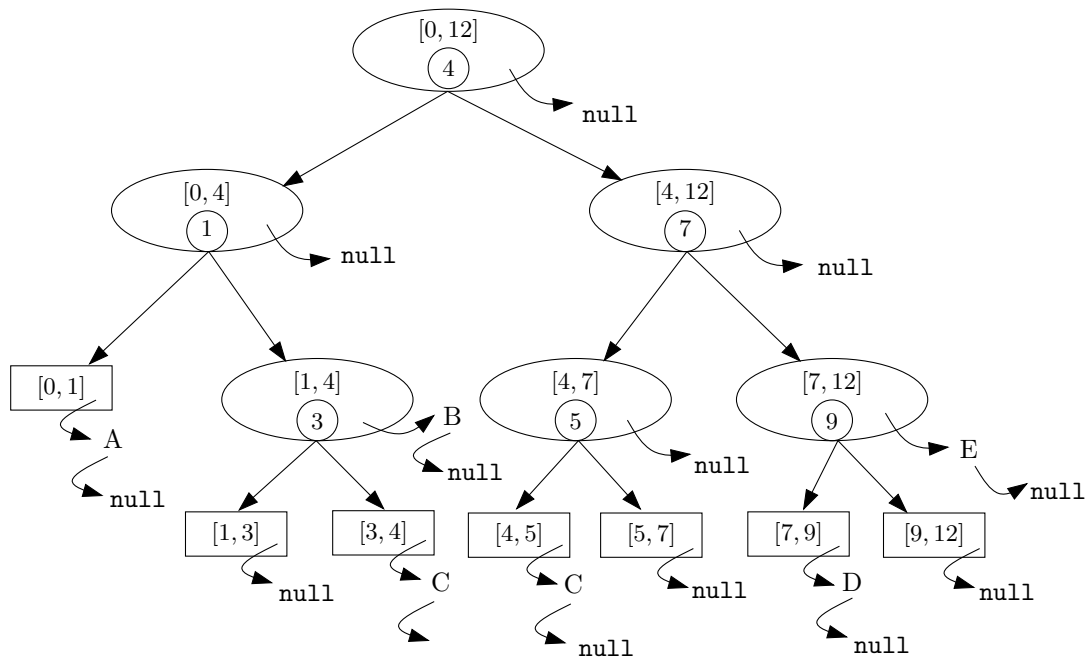 [0, 12]
4
null
[0, 4]
1
null
[4, 12]
7
null
[0, 1]
A
null
[1, 4]
3
B
null
[4, 7]
5
null
[7, 12]
9
E
null
[1, 3]
null
[3, 4]
C
[4, 5]
C
null
[5, 7]
null
[7, 9]
D
null
[9, 12]
null